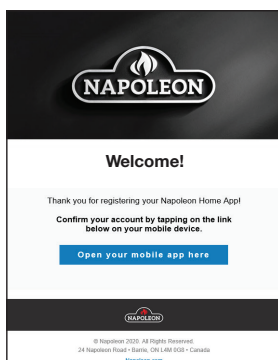 NAPOLEON
Welcome!
Thank you for registering your Napoleon Home App!
Confirm your account by tapping on the link
below on your mobile device.
Open your mobile app here
NAPOLEON
© Napoleon 2020. All Rights Reserved.
24 Napoleon Road • Barrie, ON L4M 0G8 • Canada
Napoleon.com